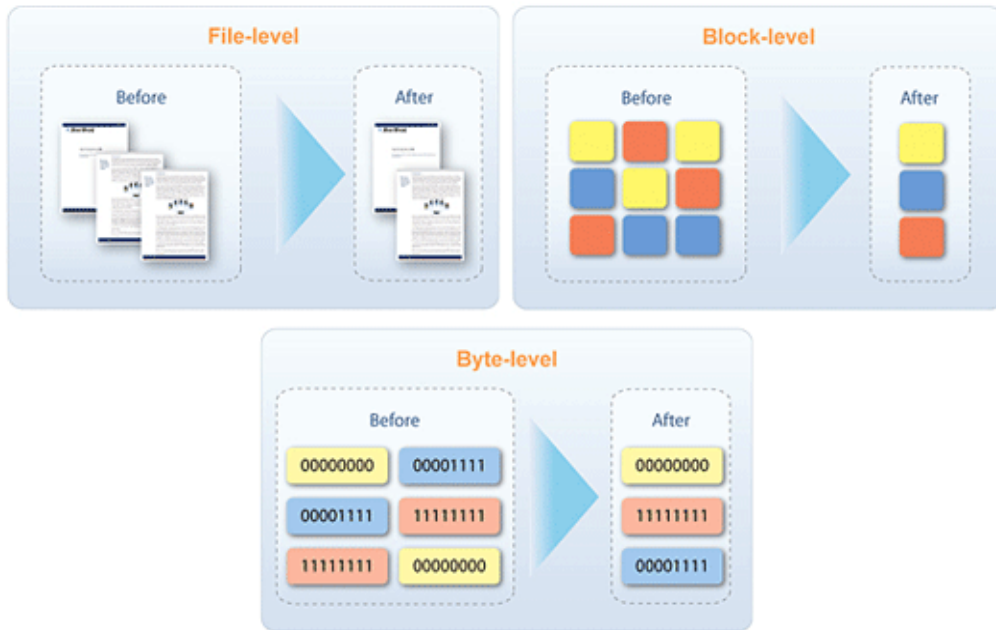 File-level
Before
After
Block-level
Before
After
Byte-level
Before
00000000 00001111
00001111 11111111
11111111 00000000
After
00000000
11111111
00001111